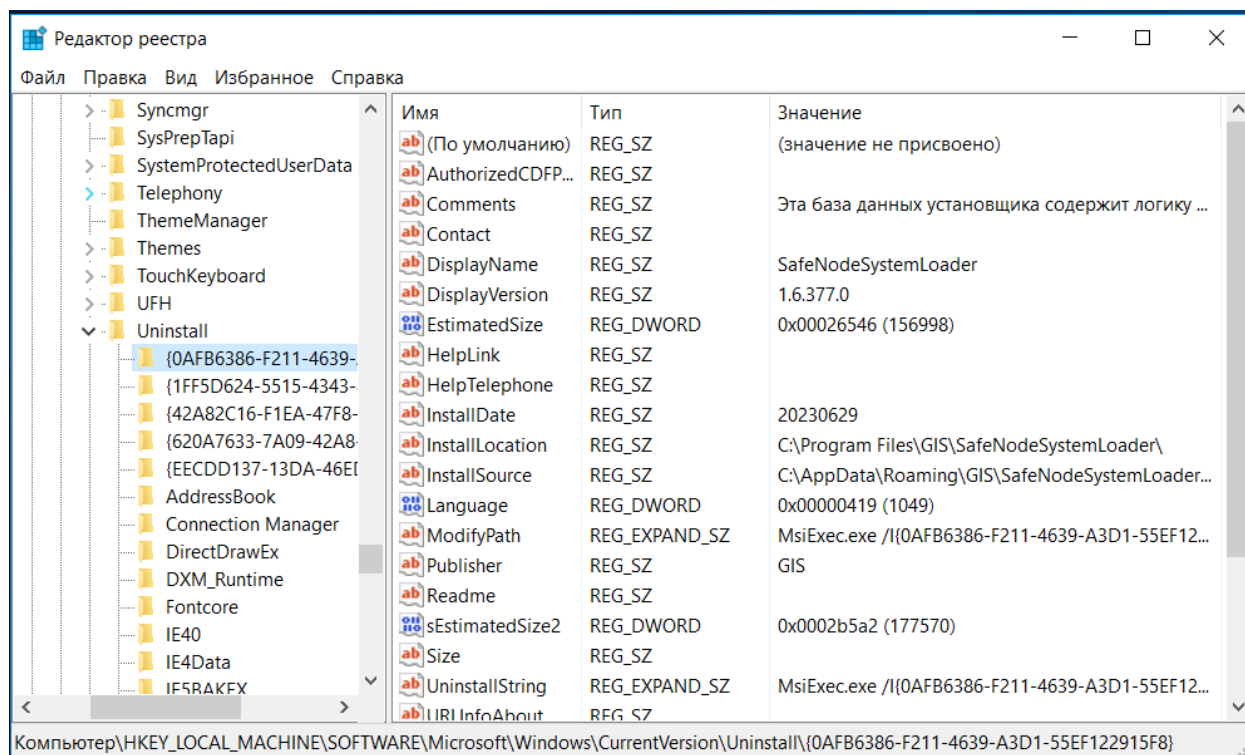 Редактор реестра
Файл Правка Вид Избранное Справка
Syncmgr
SysPrepTapi
SystemProtectedUserData
Telephony
ThemeManager
Themes
TouchKeyboard
UFH
Uninstall
{0AFB6386-F211-4639-
{1FF5D624-5515-4343-
{42A82C16-F1EA-47F8-
{620A7633-7A09-42A8-
{EECDD137-13DA-46EI
AddressBook
Connection Manager
DirectDrawEx
DXM_Runtime
Fontcore
IE40
IE4Data
IE5BAKEX
Имя Тип Значение
(По умолчанию) REG_SZ (значение не присвоено)
AuthorizedCDFP... REG_SZ
Comments REG_SZ Эта база данных установщика содержит логику ...
Contact REG_SZ
DisplayName REG_SZ SafeNodeSystemLoader
DisplayVersion REG_SZ 1.6.377.0
EstimatedSize REG_DWORD 0x00026546 (156998)
HelpLink REG_SZ
HelpTelephone REG_SZ
InstallDate REG_SZ 20230629
InstallLocation REG_SZ C:\Program Files\GIS\SafeNodeSystemLoader\
InstallSource REG_SZ C:\AppData\Roaming\GIS\SafeNodeSystemLoader...
Language REG_DWORD 0x00000419 (1049)
ModifyPath REG_EXPAND_SZ MsiExec.exe /I{0AFB6386-F211-4639-A3D1-55EF12...
Publisher REG_SZ GIS
Readme REG_SZ
sEstimatedSize2 REG_DWORD 0x0002b5a2 (177570)
Size REG_SZ
UninstallString REG_EXPAND_SZ MsiExec.exe /I{0AFB6386-F211-4639-A3D1-55EF12...
URLInfoAbout REG_SZ
Компьютер\HKEY_LOCAL_MACHINE\SOFTWARE\Microsoft\Windows\CurrentVersion\Uninstall\{0AFB6386-F211-4639-A3D1-55EF122915F8}